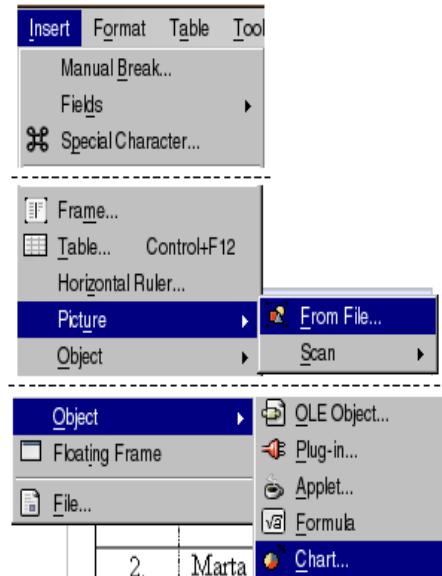 Insert Format Table Tool
Manual Break...
Fields
Special Character...
Frame...
Table... Control+F12
Horizontal Ruler...
Picture From File...
Object Scan
Object OLE Object...
Floating Frame Plug-in...
File... Applet...
Formula
2. Marta Chart...